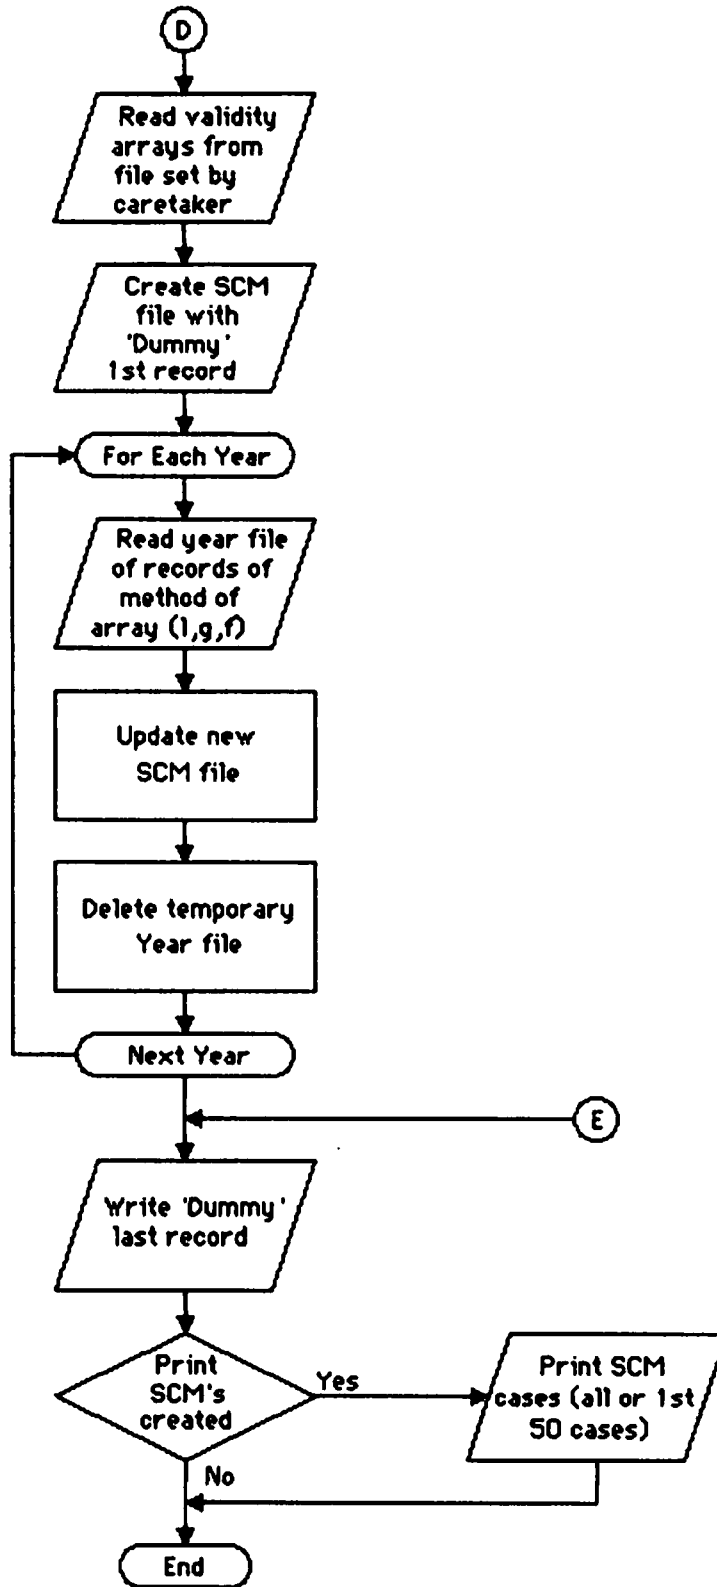 D
Read validity
arrays from
file set by
caretaker
Create SCM
file with
'Dummy'
1st record
For Each Year
Read year file
of records of
method of
array (l,g,f)
Update new
SCM file
Delete temporary
Year file
Next Year
E
Write 'Dummy'
last record
Print
SCM's
created
Yes
Print SCM
cases (all or 1st
50 cases)
No
End